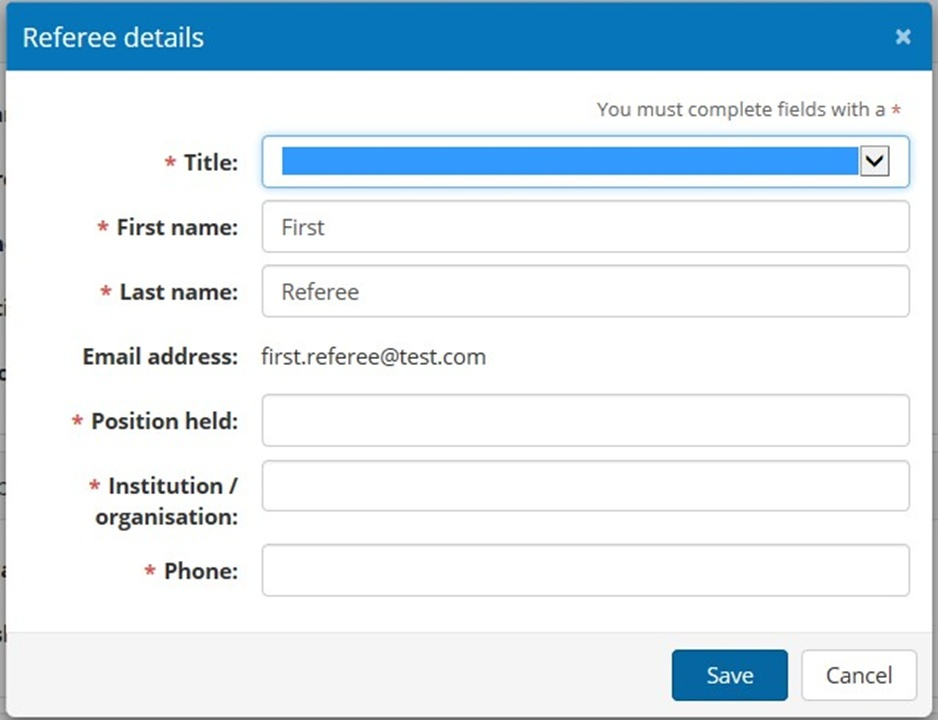 Referee details ×
You must complete fields with a *
* Title:
* First name: First
* Last name: Referee
Email address: first.referee@test.com
* Position held:
* Institution /
organisation:
* Phone:
Save Cancel